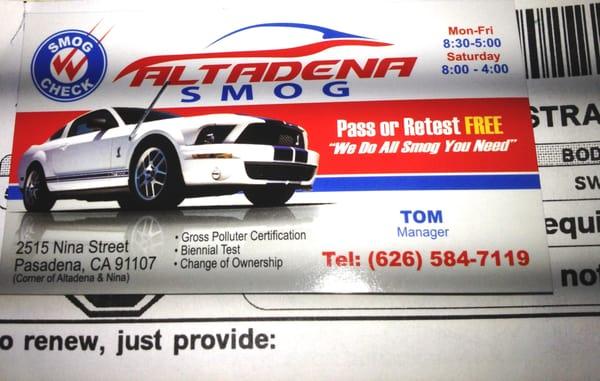 SMOG
CHECK
ALTADENA
SMOG
Mon-Fri
8:30-5:00
Saturday
8:00 - 4:00
Pass or Retest FREE
"We Do All Smog You Need"
TOM
Manager
Tel: (626) 584-7119
2515 Nina Street
Pasadena, CA 91107
(Corner of Altadena & Nina)
• Gross Polluter Certification
• Biennial Test
• Change of Ownership
STRA
BOD
SW
equi
not
o renew, just provide: